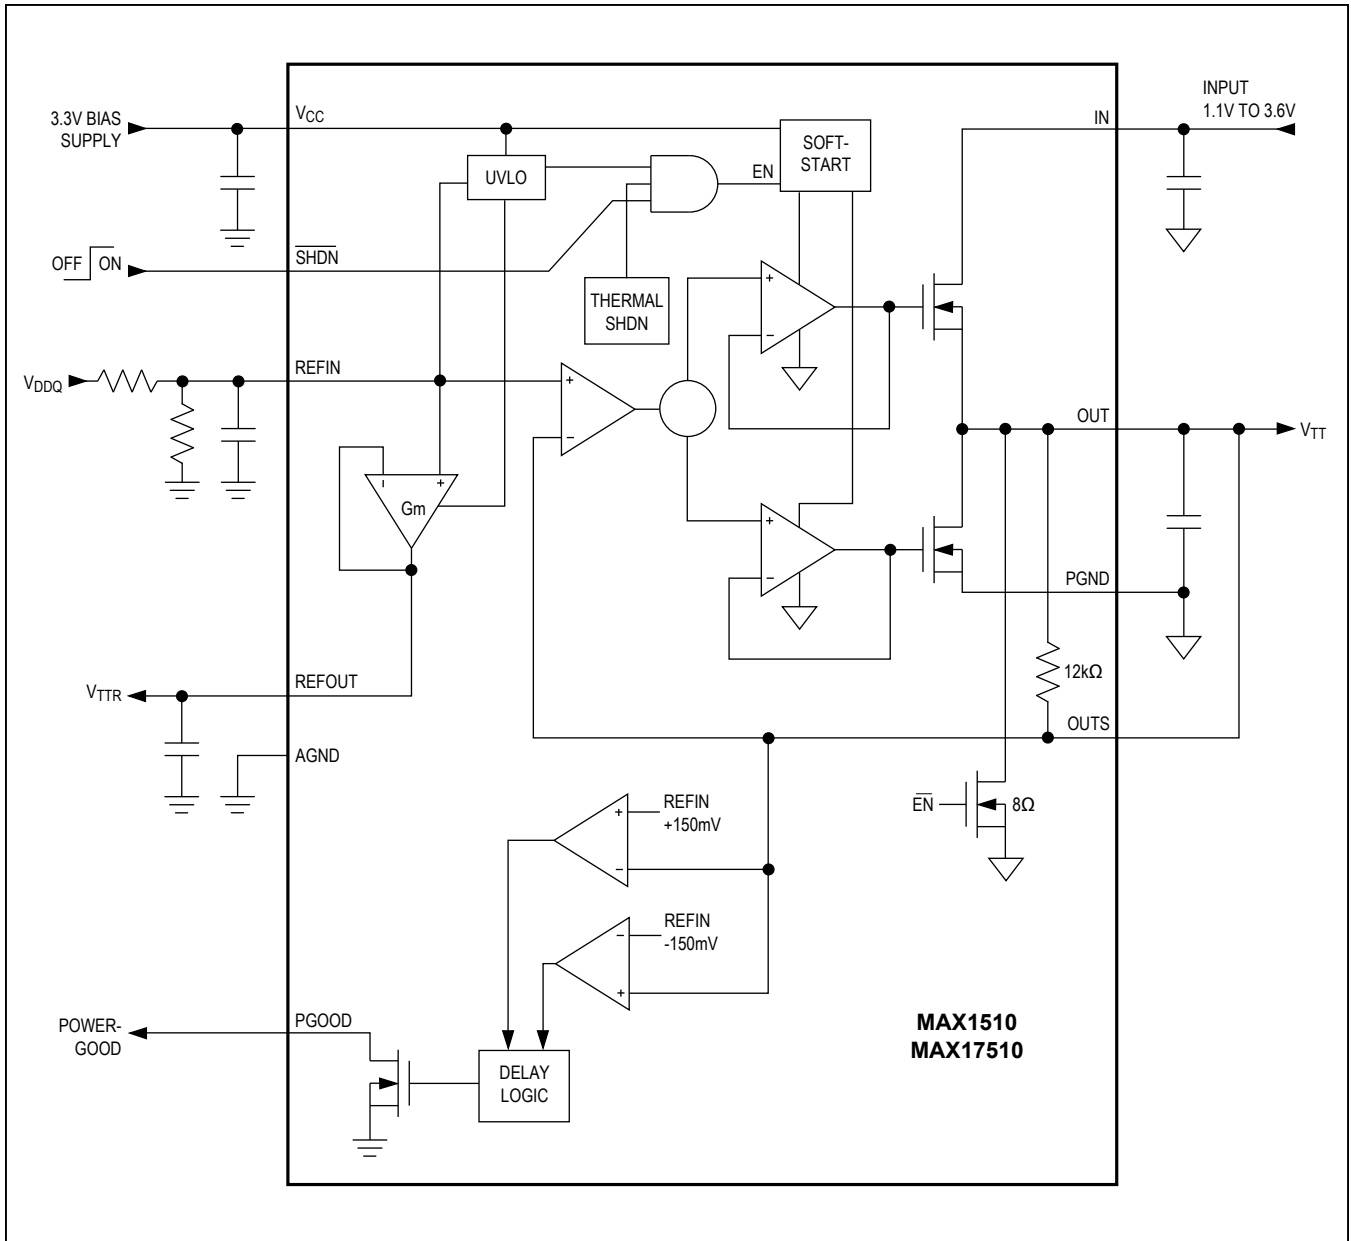 INPUT
1.1V TO 3.6V
3.3V BIAS
SUPPLY
VCC
IN
SOFT-
START
UVLO
EN
OFF ON
SHDN
THERMAL
SHDN
+
−
VDDQ
REFIN
+
−
OUT
VTT
− +
Gm
+
−
PGND
12kΩ
VTTR
REFOUT
OUTS
AGND
EN
8Ω
+
REFIN
+150mV
−
REFIN
-150mV
−
+
POWER-
GOOD
PGOOD
MAX1510
MAX17510
DELAY
LOGIC